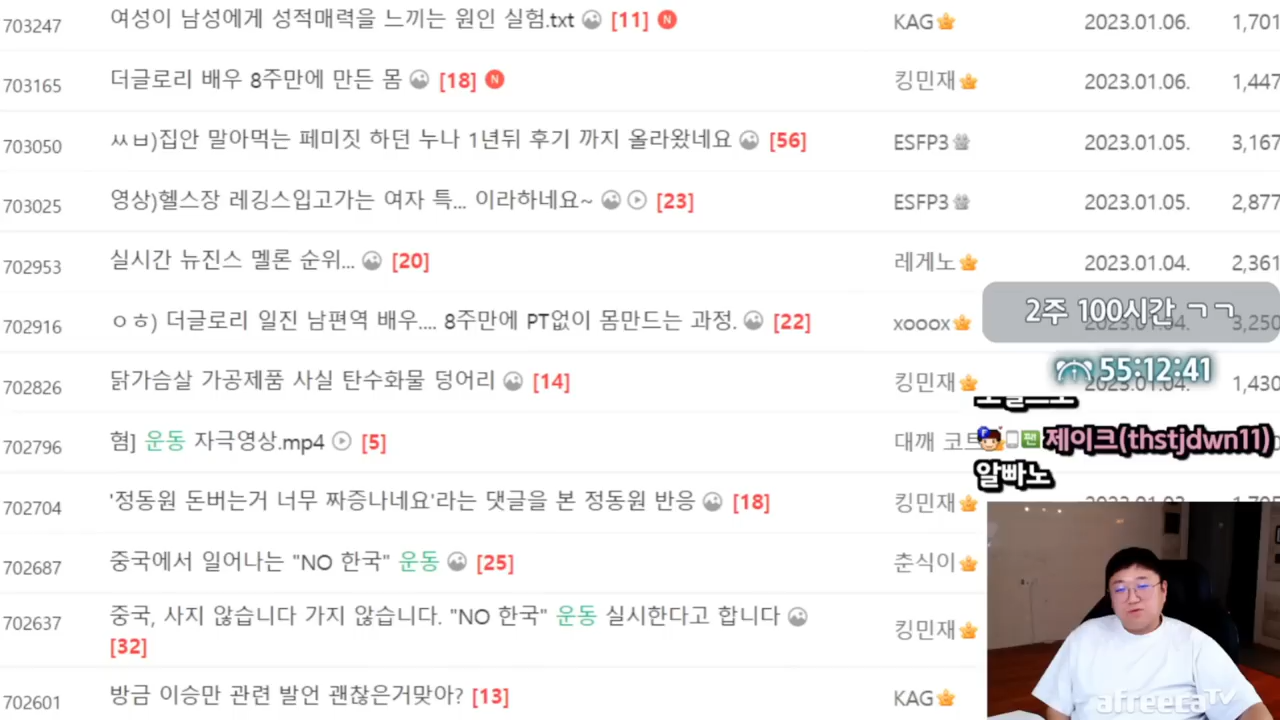 703247 여성이 남성에게 성적매력을 느끼는 원인 실험.txt [11] N KAG 2023.01.06. 1,701
703165 더글로리 배우 8주만에 만든 몸 [18] N 킹민재 2023.01.06. 1,447
703050 ㅆㅂ)집안 말아먹는 페미짓 하던 누나 1년뒤 후기 까지 올라왔네요 [56] ESFP3 2023.01.05. 3,167
703025 영상)헬스장 레깅스입고가는 여자 특... 이라하네요~ [23] ESFP3 2023.01.05. 2,877
702953 실시간 뉴진스 멜론 순위... [20] 레게노 2023.01.04. 2,361
2주 100시간 ㄱㄱ
702916 ㅇㅎ) 더글로리 일진 남편역 배우.... 8주만에 PT없이 몸만드는 과정. [22] xooox 2023.01.04. 3,250
55:12:41
702826 닭가슴살 가공제품 사실 탄수화물 덩어리 [14] 킹민재 2023.01.04. 1,430
702796 혐] 운동 자극영상.mp4 [5] 대깨 코트
팬 제이크(thstjdwn11)
알빠노
702704 '정동원 돈버는거 너무 짜증나네요'라는 댓글을 본 정동원 반응 [18] 킹민재
702687 중국에서 일어나는 "NO 한국" 운동 [25] 춘식이
702637 중국, 사지 않습니다 가지 않습니다. "NO 한국" 운동 실시한다고 합니다
[32] 킹민재
702601 방금 이승만 관련 발언 괜찮은거맞아? [13] KAG
afreecaTV